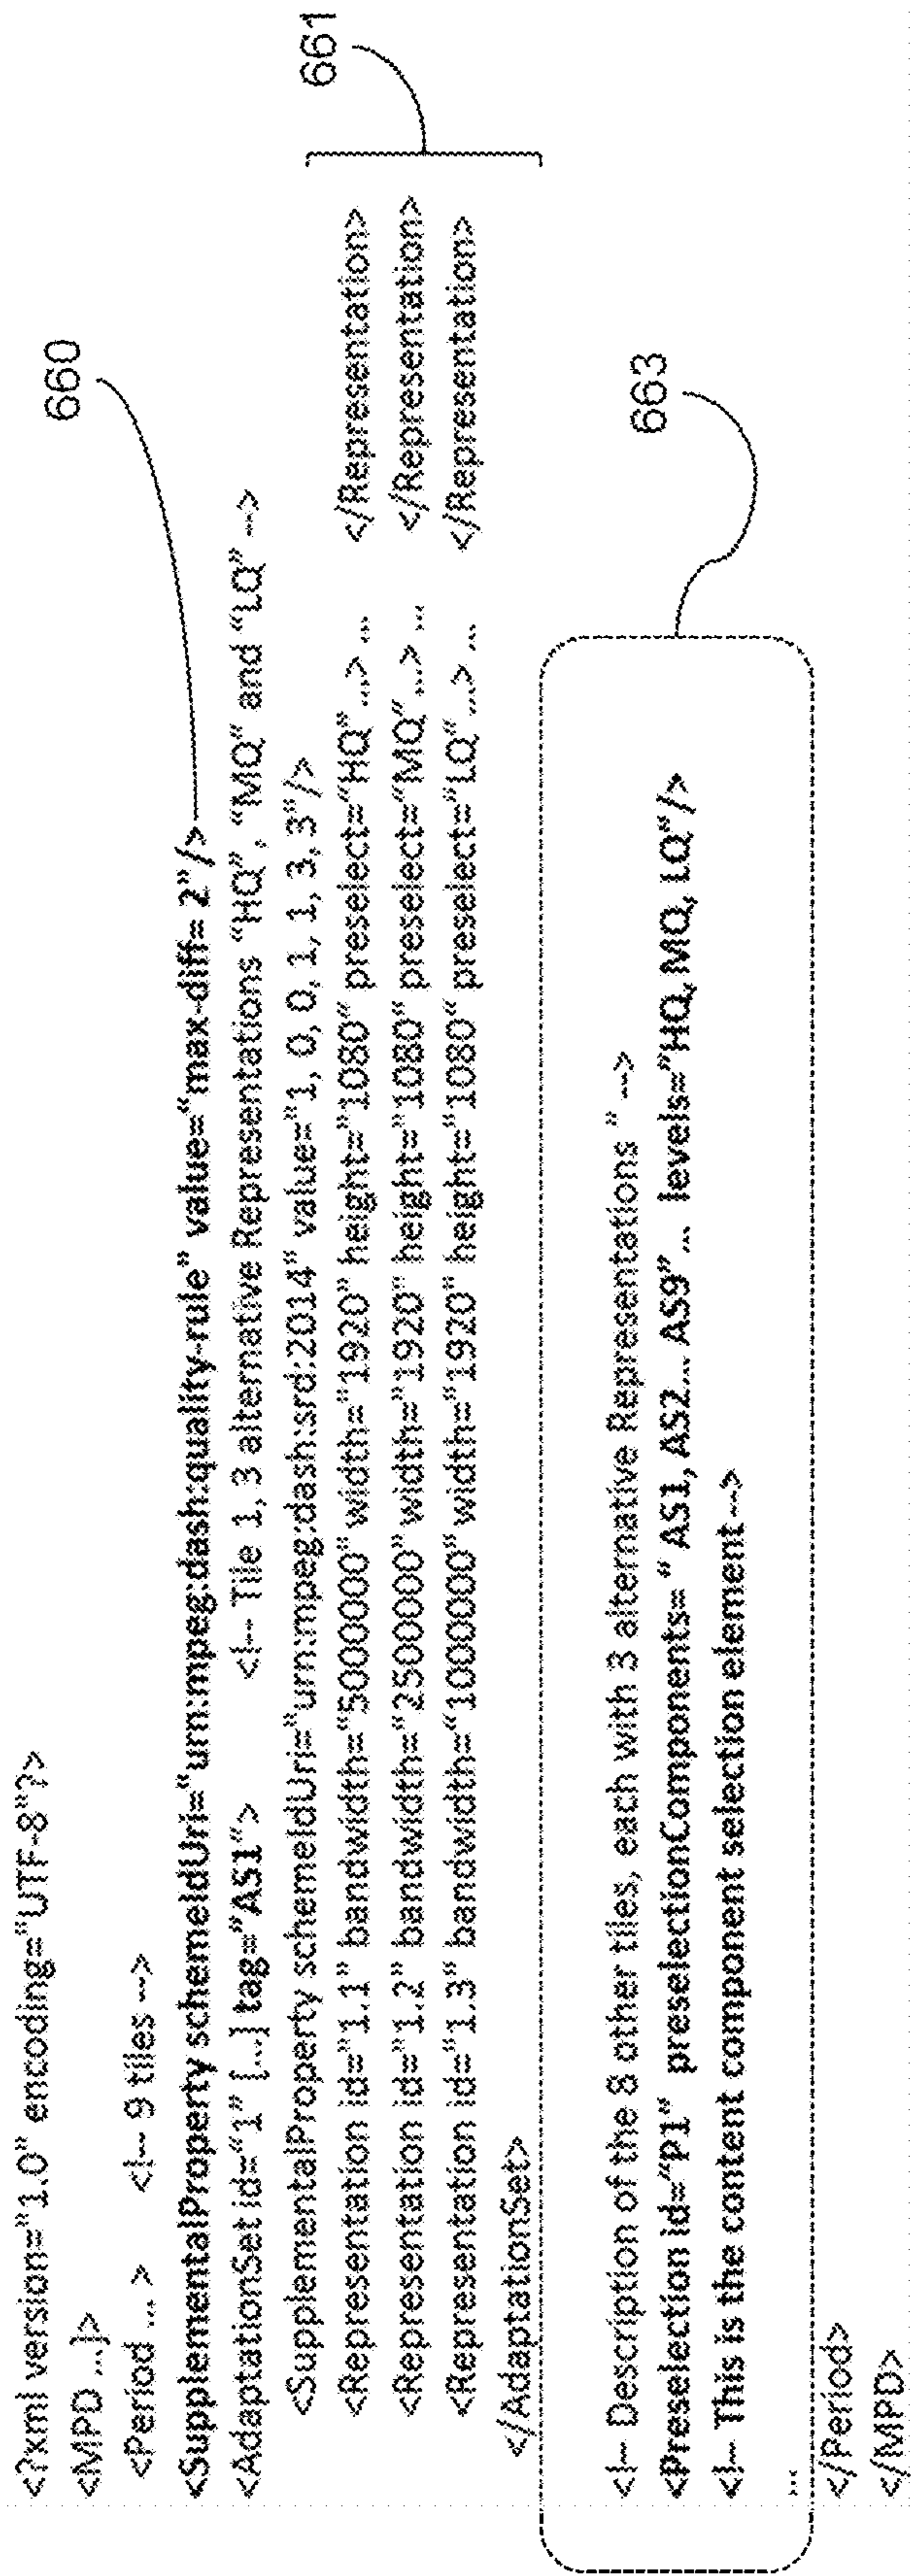 <?xml version="1.0" encoding="UTF-8"?>
<MPD ...]>
<Period ... > <!-- 9 tiles -->
<SupplementalProperty schemeIdUri="urn:mpeg:dash:quality-rule" value="max-diff= 2"/> 660
<AdaptationSet id="1" [...] tag="AS1"> <!-- Tile 1, 3 alternative Representations "HQ", "MQ" and "LQ" -->
<SupplementalProperty schemeIdUri="urn:mpeg:dash:srd:2014" value="1, 0, 0, 1, 1, 3, 3"/>
<Representation id="1.1" bandwidth="5000000" width="1920" height="1080" preselect="HQ" ...> ... </Representation>
<Representation id="1.2" bandwidth="2500000" width="1920" height="1080" preselect="MQ" ...> ... </Representation>
<Representation id="1.3" bandwidth="1000000" width="1920" height="1080" preselect="LQ" ...> ... </Representation>
661
</AdaptationSet>
<!-- Description of the 8 other tiles, each with 3 alternative Representations " -->
<Preselection id="P1" preselectionComponents= " AS1, AS2... AS9"... levels="HQ, MQ, LQ"/>
663
<!-- This is the content component selection element -->
...
</Period>
</MPD>